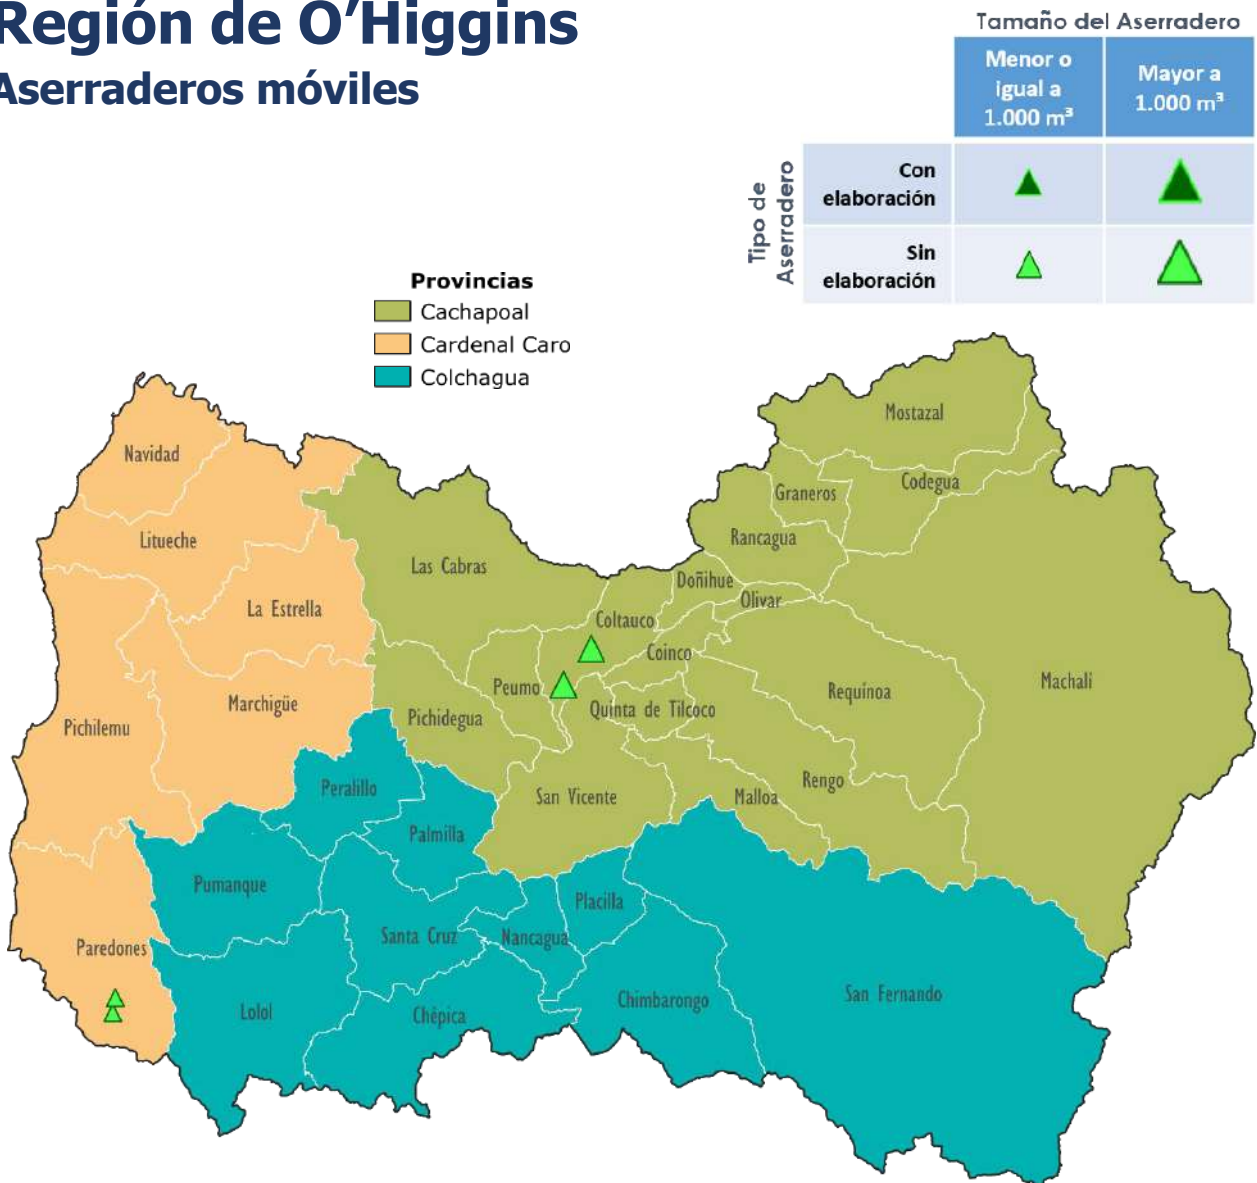 Región de O’Higgins
Aserraderos móviles
Tamaño del Aserradero
Menor o
igual a
1.000 m³
Mayor a
1.000 m³
Tipo de
Aserradero
Con
elaboración
Sin
elaboración
Provincias
Cachapoal
Cardenal Caro
Colchagua
Mostazal
Navidad
Codegua
Graneros
Litueche
Rancagua
Las Cabras
Doñihue
Olivar
La Estrella
Coltauco
Coinco
Machalí
Peumo
Requínoa
Marchigüe
Quinta de Tilcoco
Pichidegua
Pichilemu
Rengo
Peralillo
San Vicente
Malloa
Palmilla
Pumanque
Placilla
Santa Cruz
Nancagua
Paredones
San Fernando
Chimbarongo
Lolol
Chépica